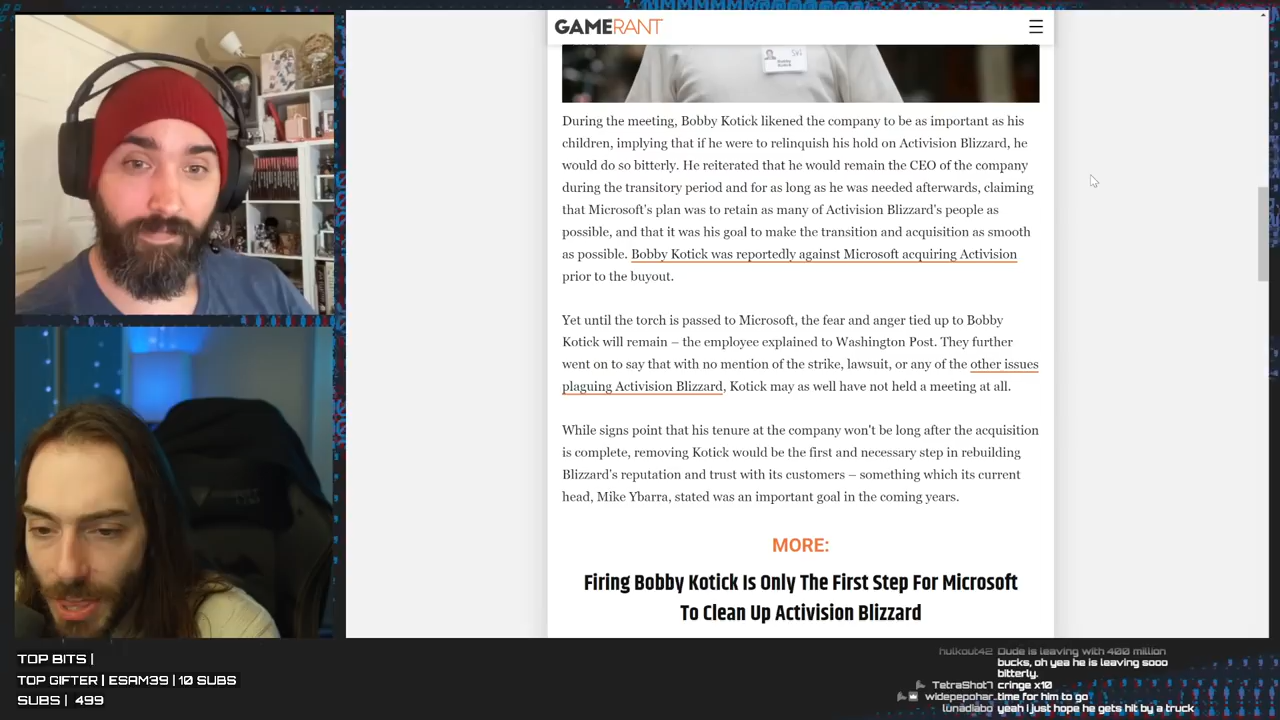 GAMERANT
Bobby
Kotick
During the meeting, Bobby Kotick likened the company to be as important as his
children, implying that if he were to relinquish his hold on Activision Blizzard, he
would do so bitterly. He reiterated that he would remain the CEO of the company
during the transitory period and for as long as he was needed afterwards, claiming
that Microsoft's plan was to retain as many of Activision Blizzard's people as
possible, and that it was his goal to make the transition and acquisition as smooth
as possible. Bobby Kotick was reportedly against Microsoft acquiring Activision
prior to the buyout.
Yet until the torch is passed to Microsoft, the fear and anger tied up to Bobby
Kotick will remain – the employee explained to Washington Post. They further
went on to say that with no mention of the strike, lawsuit, or any of the other issues
plaguing Activision Blizzard, Kotick may as well have not held a meeting at all.
While signs point that his tenure at the company won't be long after the acquisition
is complete, removing Kotick would be the first and necessary step in rebuilding
Blizzard's reputation and trust with its customers – something which its current
head, Mike Ybarra, stated was an important goal in the coming years.
MORE:
Firing Bobby Kotick Is Only The First Step For Microsoft
To Clean Up Activision Blizzard
TOP BITS |
TOP GIFTER | ESAM39 | 10 SUBS
SUBS | 499
hulkout42 Dude is leaving with 400 million
bucks, oh yea he is leaving sooo
bitterly.
TetraShot7 cringe x10
widepepohar time for him to go
lunadiabo yeah I just hope he gets hit by a truck